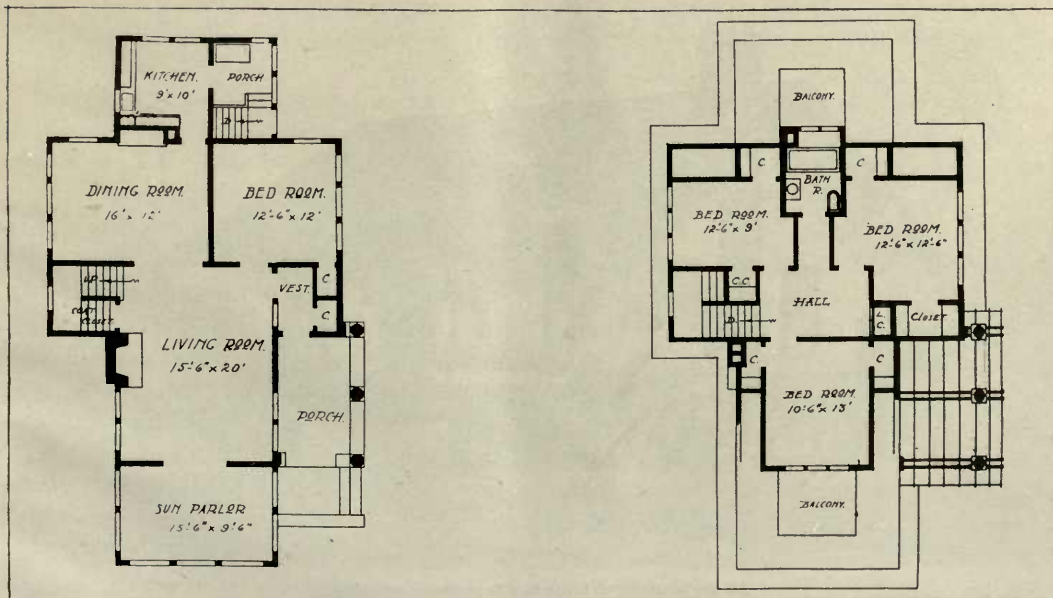 KITCHEN.
9' x 10'
PORCH
D
DINING ROOM.
16' x 12'
BED ROOM.
12'-6" x 12'
UP
COAT
CLOSET
VEST.
C.
C.
LIVING ROOM.
15'-6" x 20'
PORCH.
SUN PARLOR
15'-6" x 9'-6"
BALCONY.
C.
BATH
R.
C.
BED ROOM.
12'-6" x 9'
BED ROOM.
12'-6" x 12'-6"
C.C.
HALL
D
L.
C.
CLOSET
C.
C
BED ROOM.
10'-6" x 13'
BALCONY.